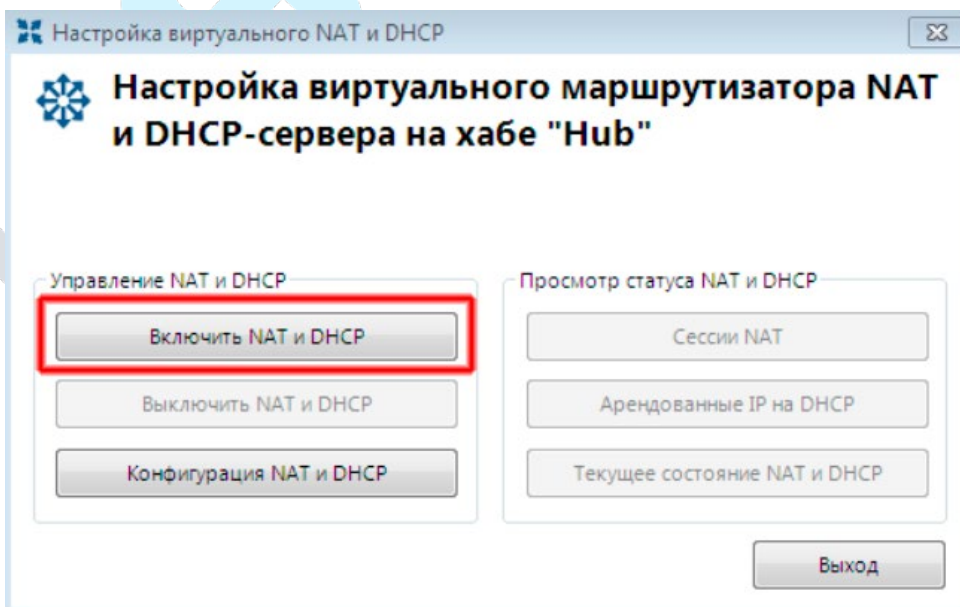 Настройка виртуального NAT и DHCP
Настройка виртуального маршрутизатора NAT
и DHCP-сервера на хабе "Hub"
Управление NAT и DHCP
Включить NAT и DHCP
Выключить NAT и DHCP
Конфигурация NAT и DHCP
Просмотр статуса NAT и DHCP
Сессии NAT
Арендованные IP на DHCP
Текущее состояние NAT и DHCP
Выход